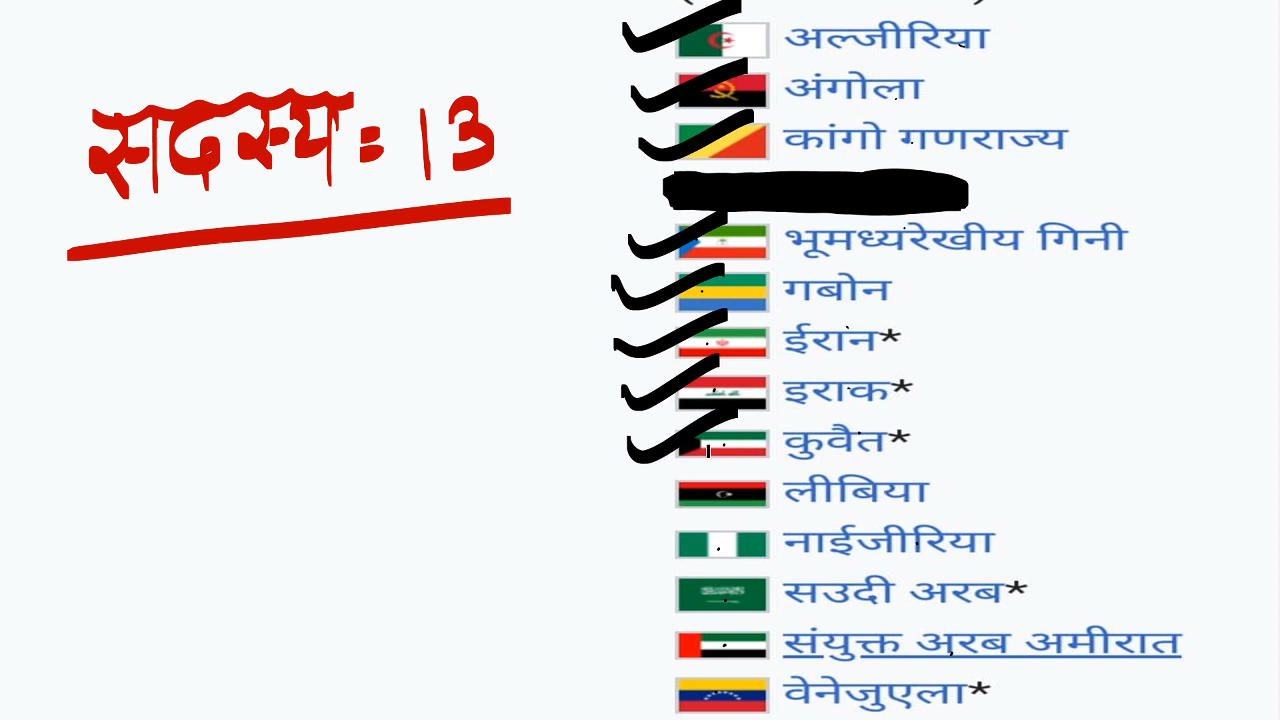 सदस्य = 13
अल्जीरिया
अंगोला
कांगो गणराज्य
भूमध्यरेखीय गिनी
गबोन
ईरान*
इराक*
कुवैत*
लीबिया
नाईजीरिया
सउदी अरब*
संयुक्त अरब अमीरात
वेनेजुएला*